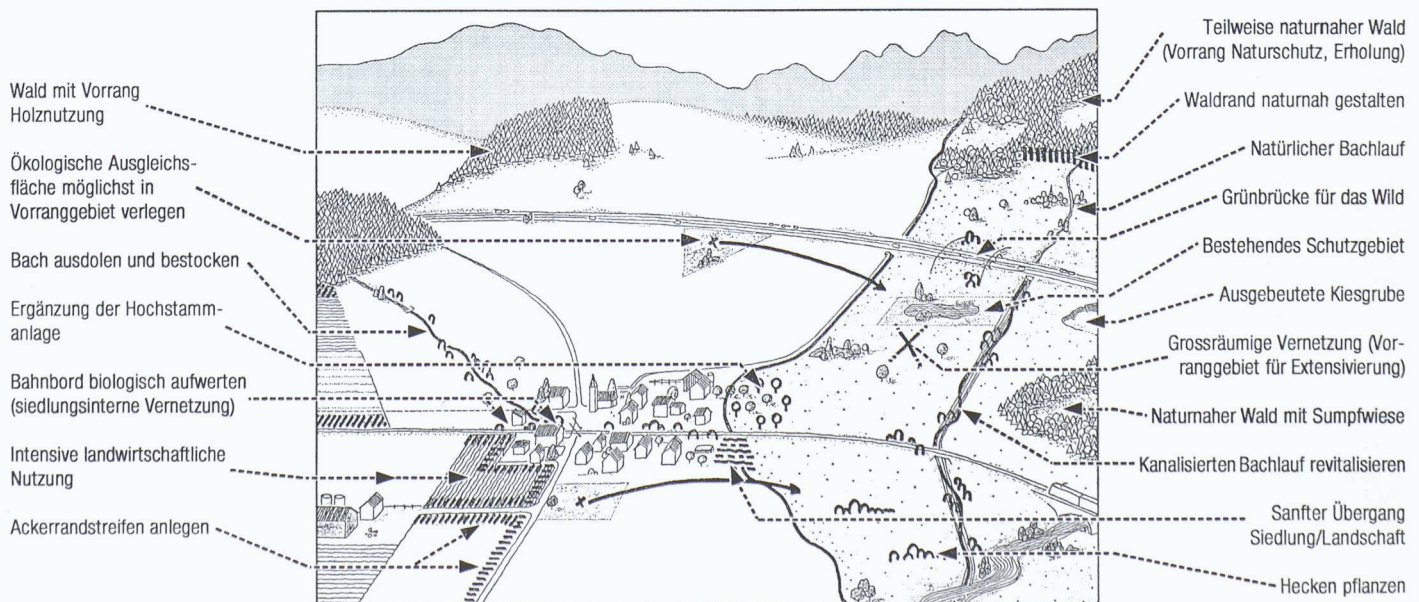 Wald mit Vorrang
Holznutzung
Ökologische Ausgleichs-
fläche möglichst in
Vorranggebiet verlegen
Bach ausdolen und bestocken
Ergänzung der Hochstamm-
anlage
Bahnbord biologisch aufwerten
(siedlungsinterne Vernetzung)
Intensive landwirtschaftliche
Nutzung
Ackerrandstreifen anlegen
Teilweise naturnaher Wald
(Vorrang Naturschutz, Erholung)
Waldrand naturnah gestalten
Natürlicher Bachlauf
Grünbrücke für das Wild
Bestehendes Schutzgebiet
Ausgebeutete Kiesgrube
Grossräumige Vernetzung (Vor-
ranggebiet für Extensivierung)
Naturnaher Wald mit Sumpfwiese
Kanalisierten Bachlauf revitalisieren
Sanfter Übergang
Siedlung/Landschaft
Hecken pflanzen